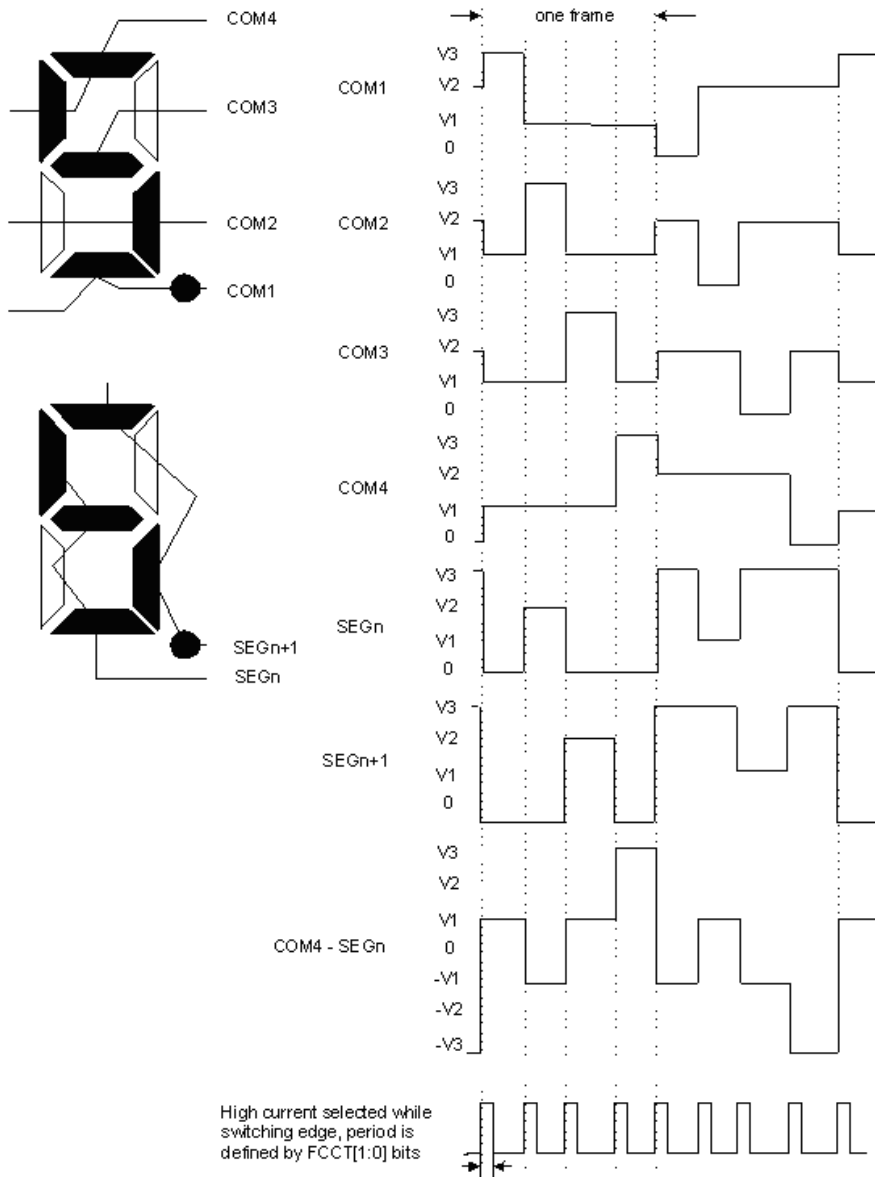 COM4
COM3
COM2
COM1
SEGn+1
SEGn
one frame
COM1
V3
V2
V1
0
COM2
V3
V2
V1
0
COM3
V3
V2
V1
0
COM4
V3
V2
V1
0
SEGn
V3
V2
V1
0
SEGn+1
V3
V2
V1
0
COM4 - SEGn
V3
V2
V1
0
-V1
-V2
-V3
High current selected while
switching edge, period is
defined by FCCT[1:0] bits